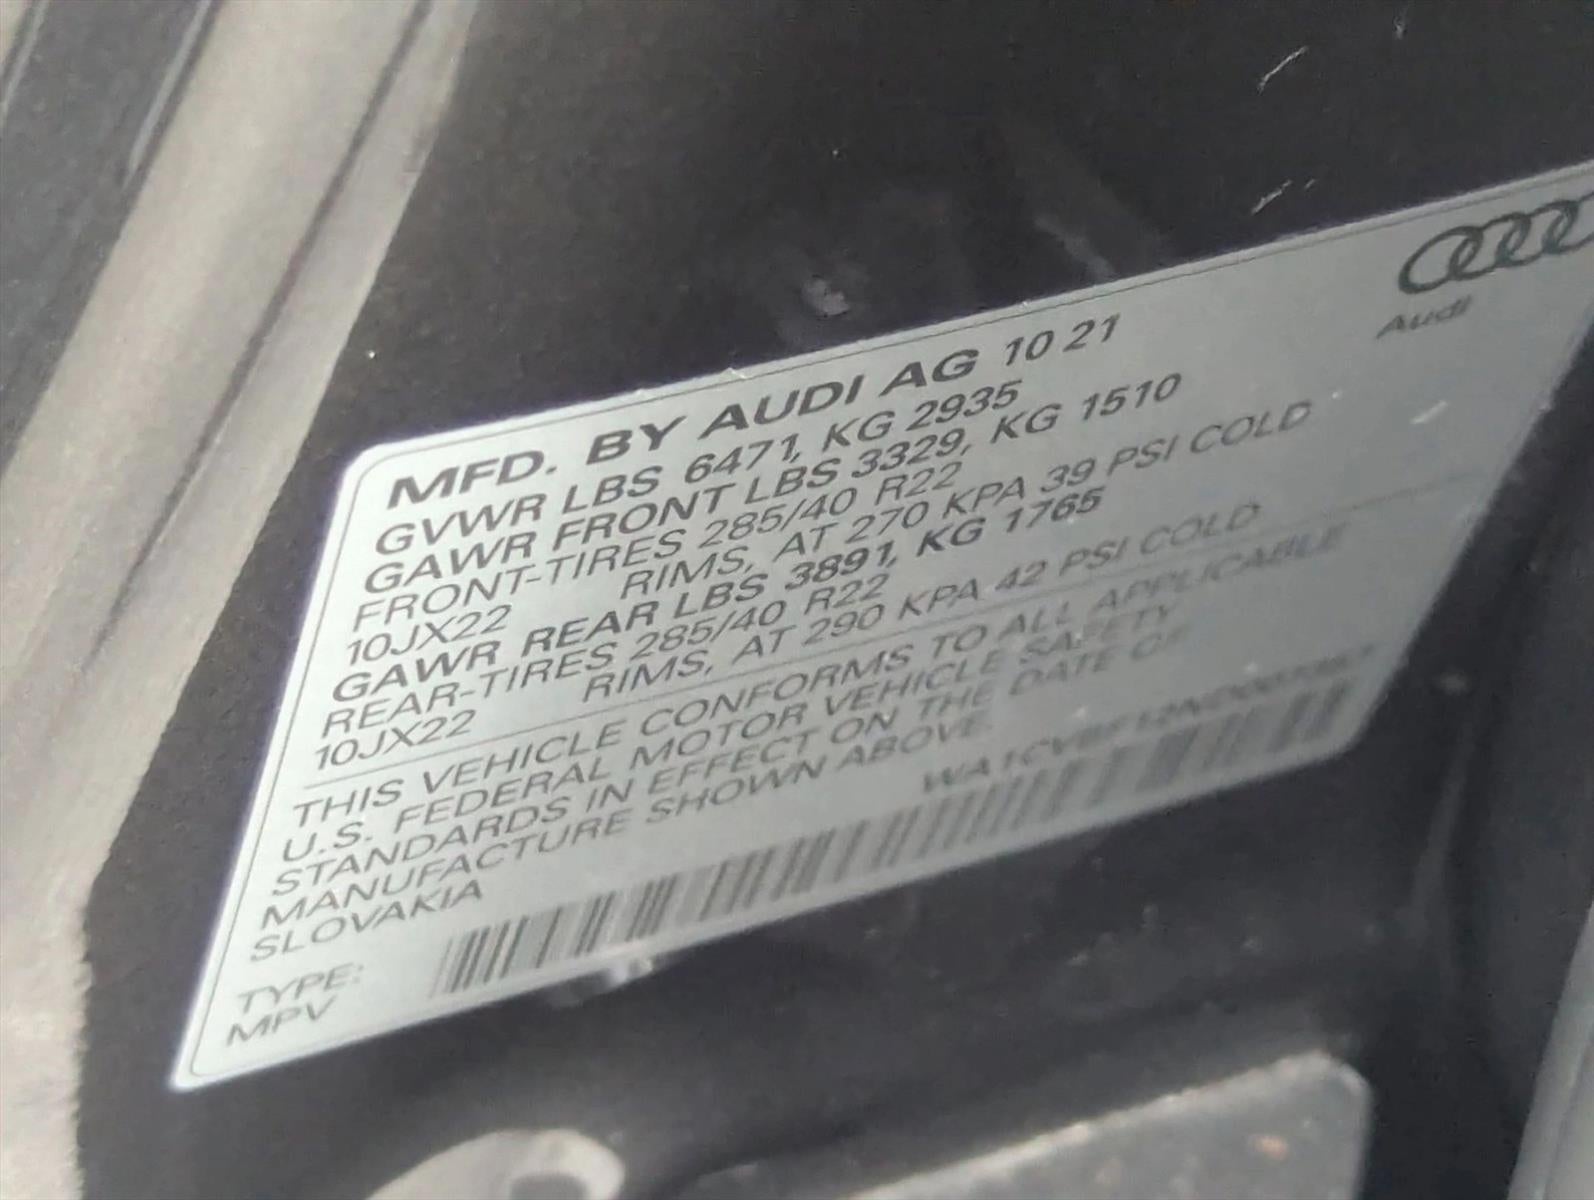 Audi
MFD. BY AUDI AG 10 21
GVWR LBS 6471, KG 2935
GAWR FRONT LBS 3329, KG 1510
FRONT-TIRES 285/40 R22
10JX22 RIMS, AT 270 KPA 39 PSI COLD
GAWR REAR LBS 3891, KG 1765
REAR-TIRES 285/40 R22
10JX22 RIMS, AT 290 KPA 42 PSI COLD
THIS VEHICLE CONFORMS TO ALL APPLICABLE
U.S. FEDERAL MOTOR VEHICLE SAFETY
STANDARDS IN EFFECT ON THE DATE OF
MANUFACTURE SHOWN ABOVE.
SLOVAKIA
TYPE:
MPV